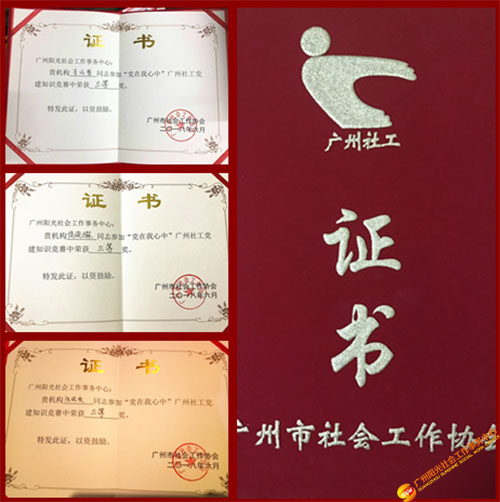 证 书
广州阳光社会工作事务中心：
贵机构 同志参加“党在我心中”广州社工党
建知识竞赛中荣获 三等 奖。
特发此证，以资鼓励。
广州市社会工作协会
二〇一八年六月
证 书
广州阳光社会工作事务中心：
贵机构 同志参加“党在我心中”广州社工党
建知识竞赛中荣获 三等 奖。
特发此证，以资鼓励。
广州市社会工作协会
二〇一八年六月
证 书
广州阳光社会工作事务中心：
贵机构 同志参加“党在我心中”广州社工党
建知识竞赛中荣获 三等 奖。
特发此证，以资鼓励。
广州市社会工作协会
二〇一八年六月
广州社工
证
书
广州市社会工作协会
广州阳光社会工作事务中心